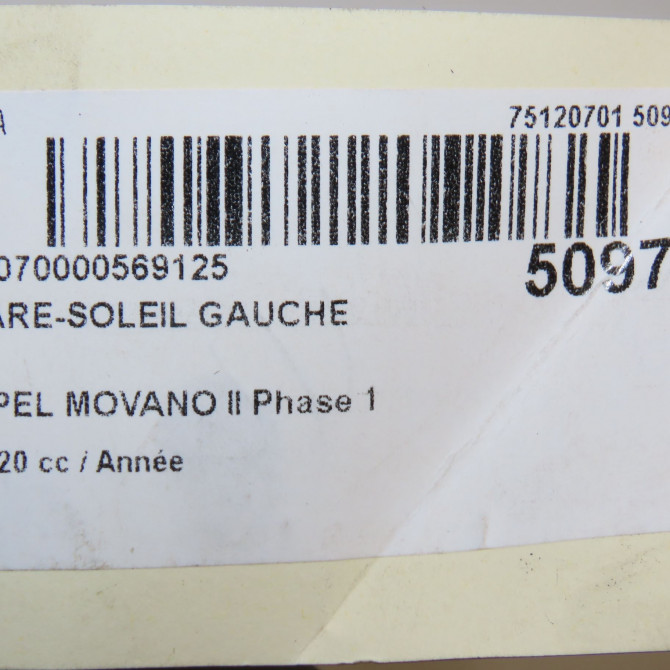 A 75120701 509
070000569125 5097
ARE-SOLEIL GAUCHE
PEL MOVANO II Phase 1
20 cc / Année